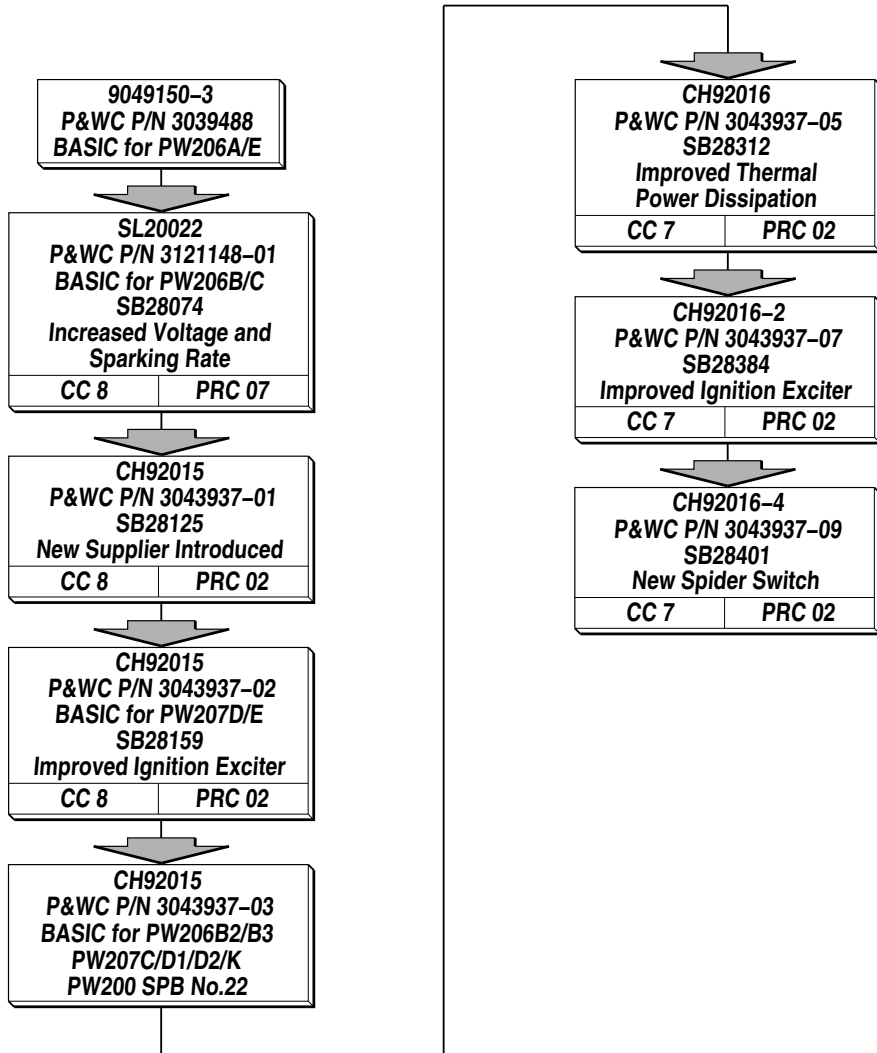 9049150–3
P&WC P/N 3039488
BASIC for PW206A/E
SL20022
P&WC P/N 3121148–01
BASIC for PW206B/C
SB28074
Increased Voltage and
Sparking Rate
CC 8 PRC 07
CH92015
P&WC P/N 3043937–01
SB28125
New Supplier Introduced
CC 8 PRC 02
CH92015
P&WC P/N 3043937–02
BASIC for PW207D/E
SB28159
Improved Ignition Exciter
CC 8 PRC 02
CH92015
P&WC P/N 3043937–03
BASIC for PW206B2/B3
PW207C/D1/D2/K
PW200 SPB No.22
CH92016
P&WC P/N 3043937–05
SB28312
Improved Thermal
Power Dissipation
CC 7 PRC 02
CH92016–2
P&WC P/N 3043937–07
SB28384
Improved Ignition Exciter
CC 7 PRC 02
CH92016–4
P&WC P/N 3043937–09
SB28401
New Spider Switch
CC 7 PRC 02